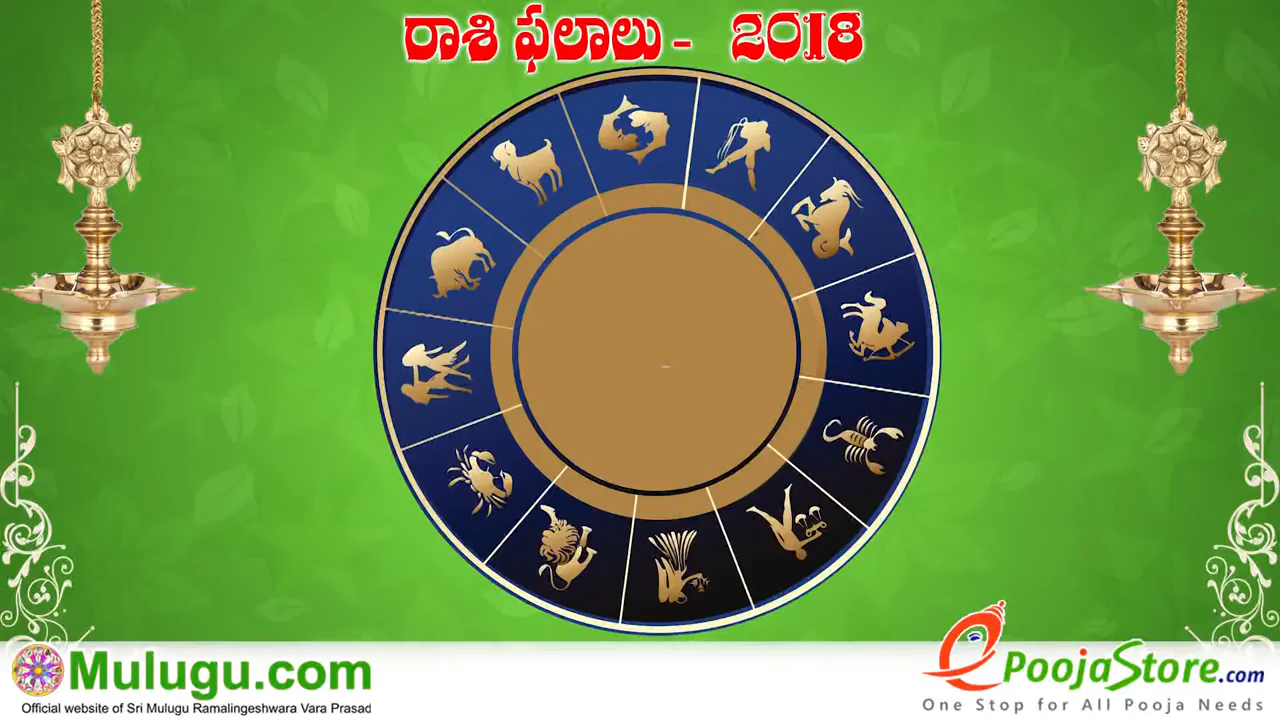 రాశి ఫలాలు - 2018
Mulugu.com
Official website of Sri Mulugu Ramalingeshwara Vara Prasad
ePoojaStore.com
One Stop for All Pooja Needs